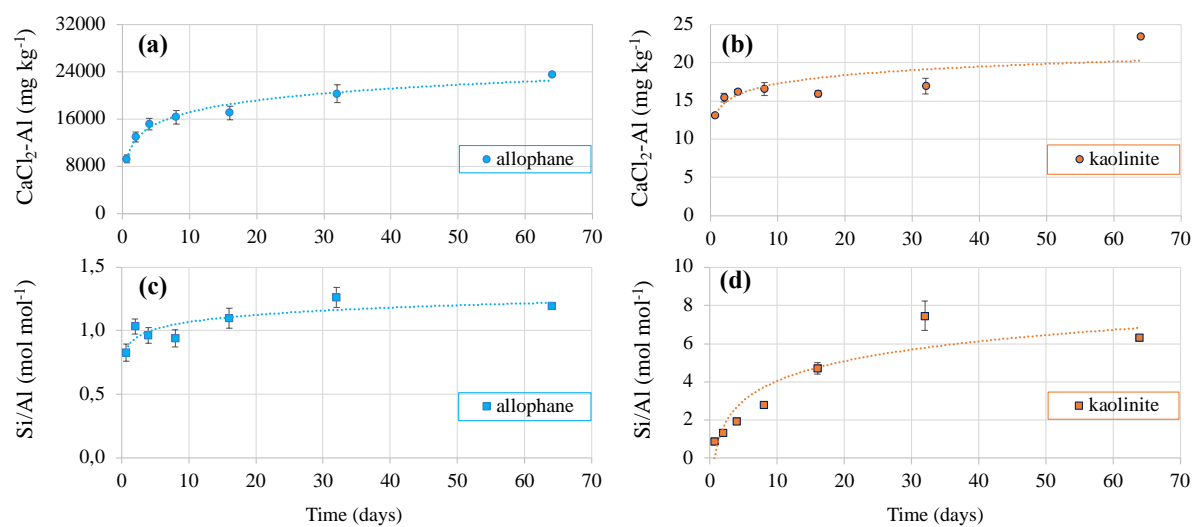 (a)
CaCl₂-Al (mg kg⁻¹)
32000
24000
16000
8000
0
allophane
0 10 20 30 40 50 60 70
(b)
CaCl₂-Al (mg kg⁻¹)
25
20
15
10
5
0
kaolinite
0 10 20 30 40 50 60 70
(c)
Si/Al (mol mol⁻¹)
1,5
1,0
0,5
0,0
allophane
0 10 20 30 40 50 60 70
Time (days)
(d)
Si/Al (mol mol⁻¹)
10
8
6
4
2
0
kaolinite
0 10 20 30 40 50 60 70
Time (days)